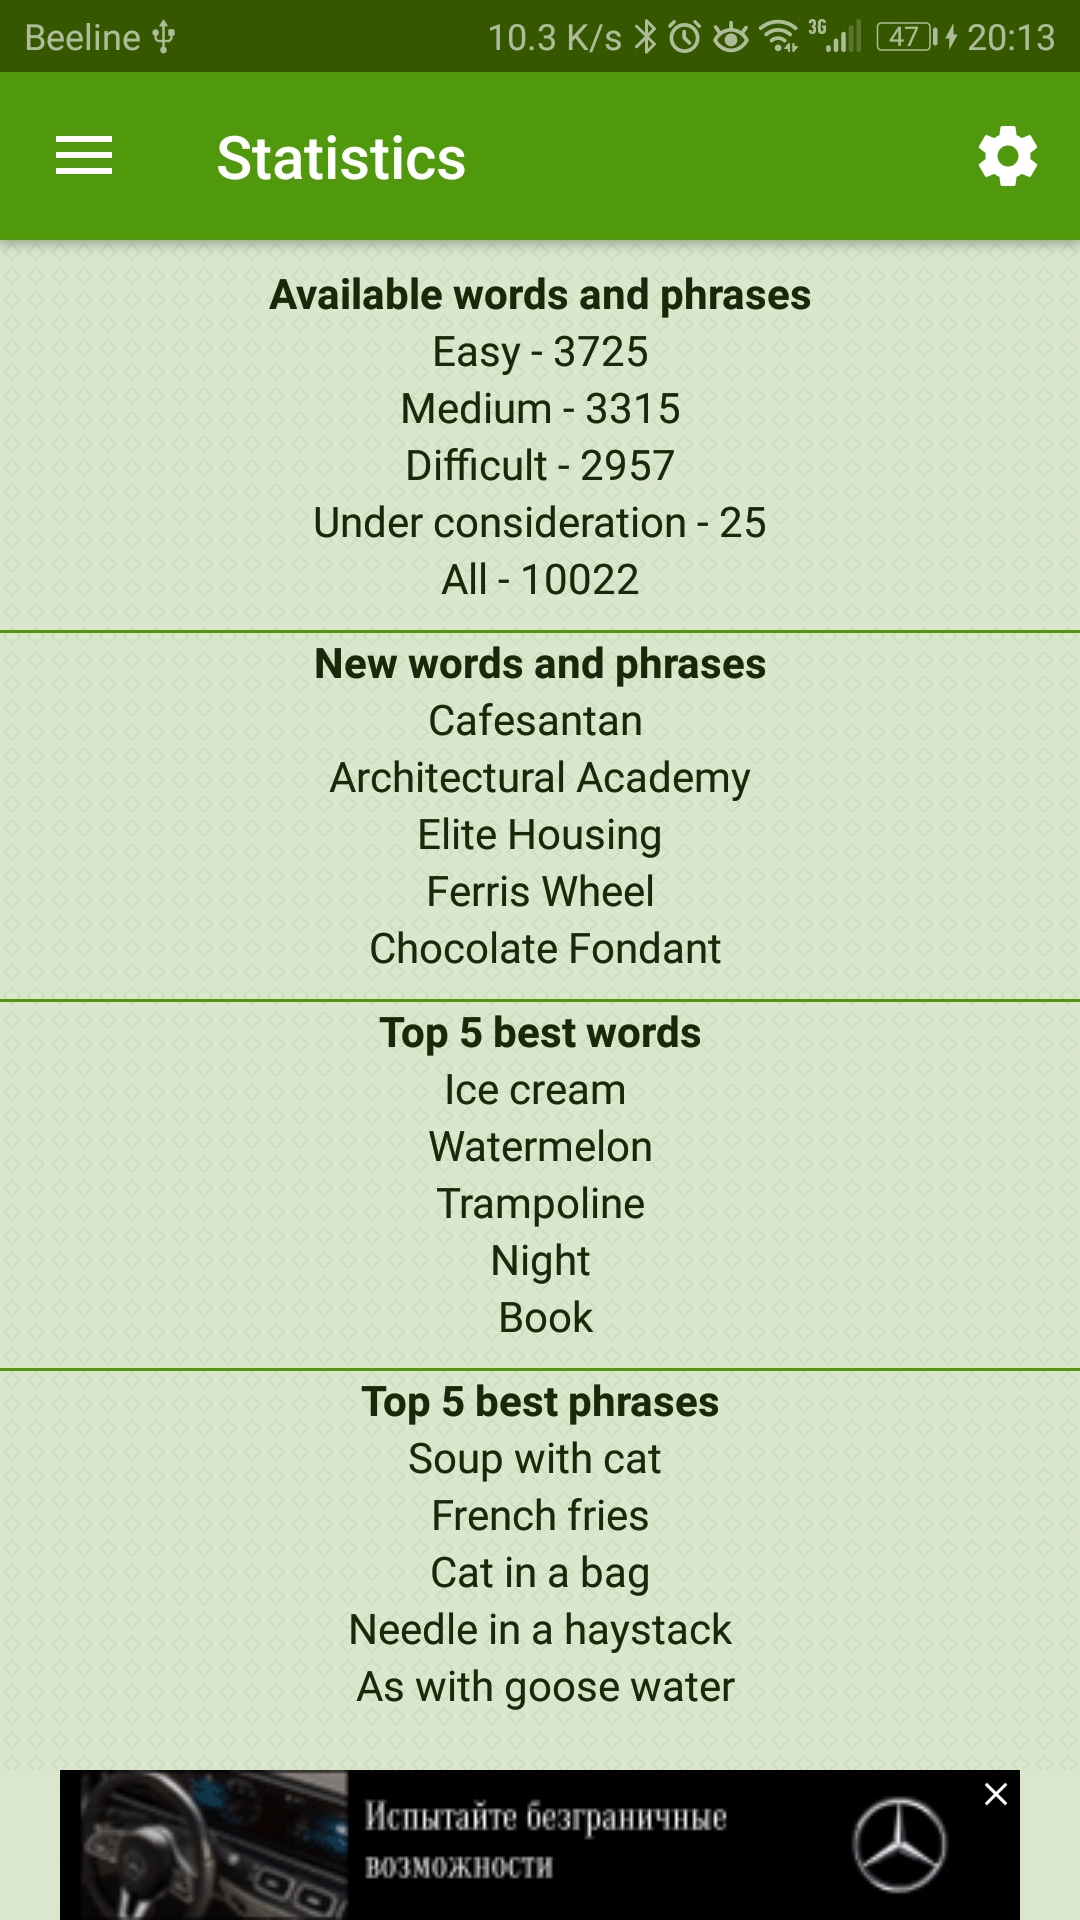 Beeline 10.3 K/s 3G 47 20:13
Statistics
Available words and phrases
Easy - 3725
Medium - 3315
Difficult - 2957
Under consideration - 25
All - 10022
New words and phrases
Cafesantan
Architectural Academy
Elite Housing
Ferris Wheel
Chocolate Fondant
Top 5 best words
Ice cream
Watermelon
Trampoline
Night
Book
Top 5 best phrases
Soup with cat
French fries
Cat in a bag
Needle in a haystack
As with goose water
Испытайте безграничные
возможности